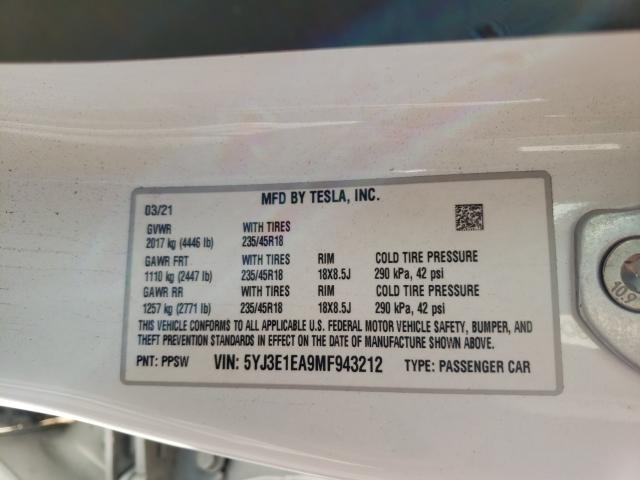 MFD BY TESLA, INC.
03/21
GVWR WITH TIRES
2017 kg (4446 lb) 235/45R18
GAWR FRT WITH TIRES RIM COLD TIRE PRESSURE
1110 kg (2447 lb) 235/45R18 18X8.5J 290 kPa, 42 psi
GAWR RR WITH TIRES RIM COLD TIRE PRESSURE
1257 kg (2771 lb) 235/45R18 18X8.5J 290 kPa, 42 psi
THIS VEHICLE CONFORMS TO ALL APPLICABLE U.S. FEDERAL MOTOR VEHICLE SAFETY, BUMPER, AND
THEFT PREVENTION STANDARDS IN EFFECT ON THE DATE OF MANUFACTURE SHOWN ABOVE.
PNT: PPSW VIN: 5YJ3E1EA9MF943212 TYPE: PASSENGER CAR
10.9